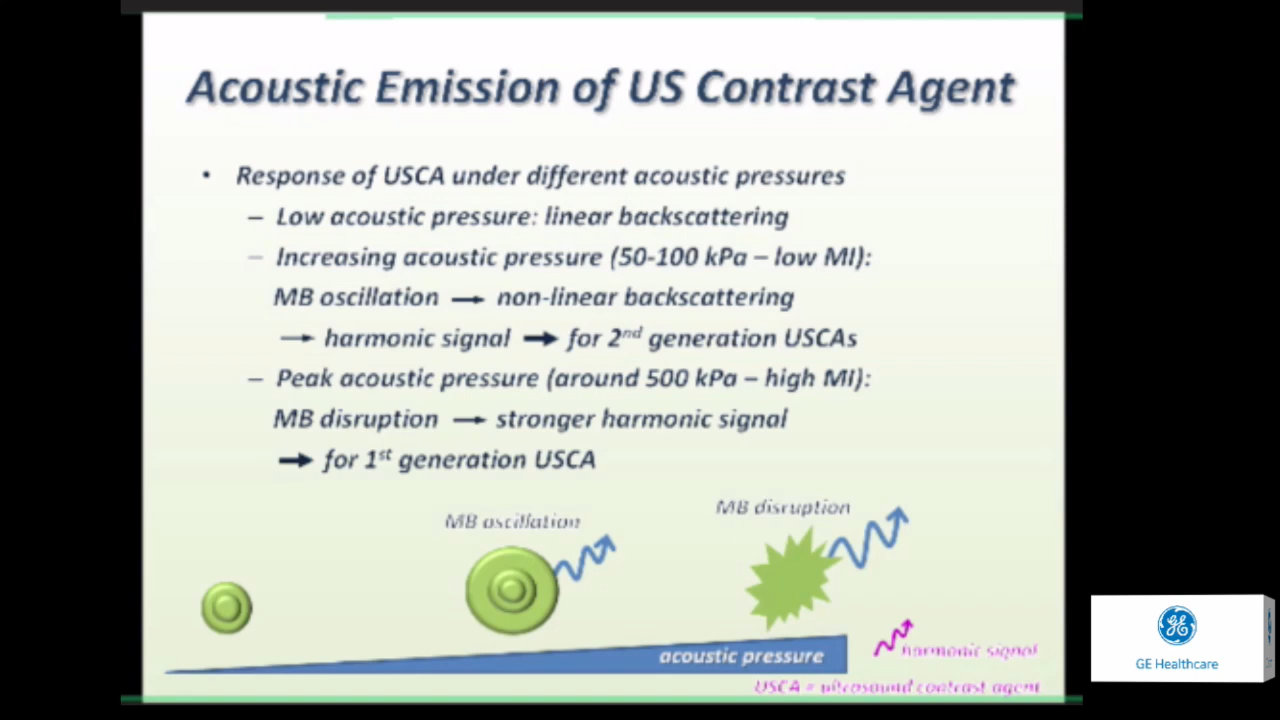 Acoustic Emission of US Contrast Agent
• Response of USCA under different acoustic pressures
– Low acoustic pressure: linear backscattering
– Increasing acoustic pressure (50-100 kPa – low MI):
MB oscillation → non-linear backscattering
→ harmonic signal → for 2nd generation USCAs
– Peak acoustic pressure (around 500 kPa – high MI):
MB disruption → stronger harmonic signal
→ for 1st generation USCA
MB oscillation
MB disruption
acoustic pressure
harmonic signal
USCA = ultrasound contrast agent
GE
GE Healthcare